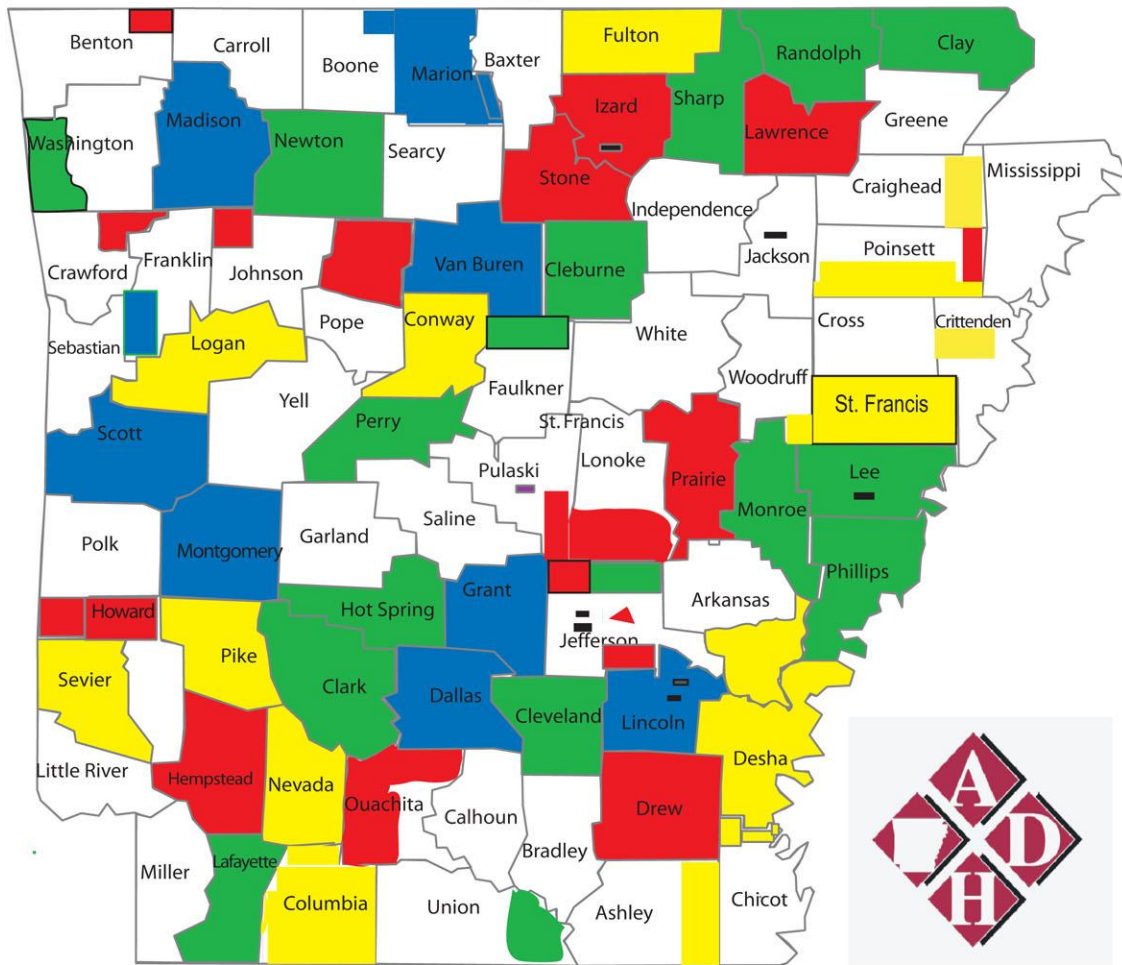 Benton
Carroll
Boone
Marion
Baxter
Fulton
Randolph
Clay
Madison
Washington
Newton
Searcy
Izard
Sharp
Lawrence
Greene
Stone
Independence
Craighead
Mississippi
Crawford
Franklin
Johnson
Van Buren
Cleburne
Jackson
Poinsett
Sebastian
Logan
Pope
Conway
White
Cross
Crittenden
Yell
Faulkner
Woodruff
St. Francis
Scott
Perry
St. Francis
Pulaski
Lonoke
Prairie
Lee
Monroe
Polk
Montgomery
Garland
Saline
Grant
Phillips
Howard
Hot Spring
Arkansas
Jefferson
Sevier
Pike
Clark
Dallas
Cleveland
Lincoln
Little River
Hempstead
Nevada
Ouachita
Calhoun
Drew
Desha
Miller
Lafayette
Columbia
Union
Bradley
Ashley
Chicot
A
D
H